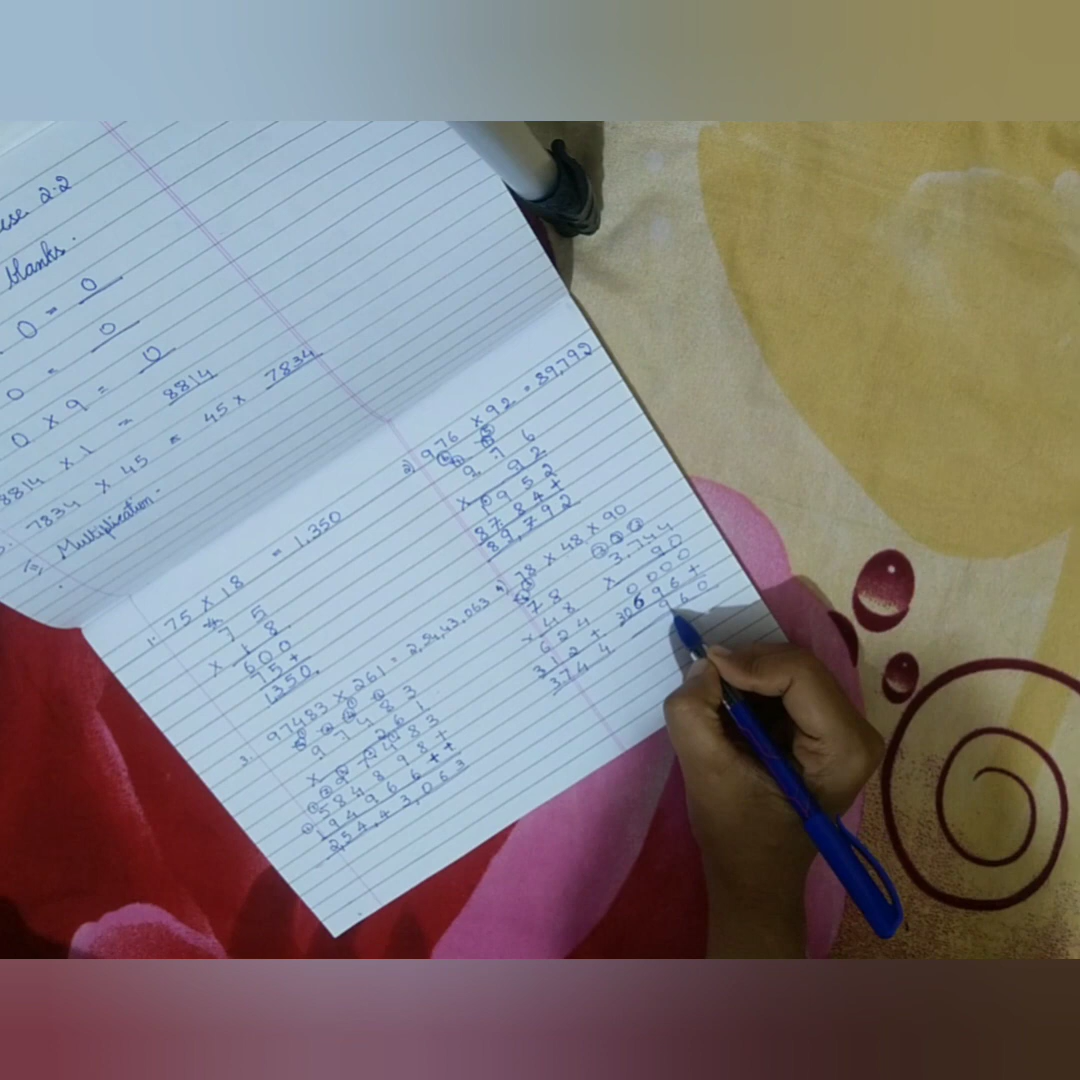 2.2
blanks.
0 = 0
0 = 0
0 x 9 = 0
8814 x 1 = 8814
7834 x 45 = 45 x 7834
Multiplication.
1. 75 x 18 = 1,350
7 5
x 1 8
6 0 0
7 5 +
1,3 5 0
2) 976 x 92 = 89,792
9 7 6
x 9 2
1 9 5 2
8 7 8 4 +
8 9,7 9 2
3. 97483 x 261 = 2,54,43,063
9 7 4 8 3
x 2 6 1
9 7 4 8 3
5 8 4 8 9 8 +
1 9 4 9 6 6 + +
2 5 4,4 3,0 6 3
4) 78 x 48 x 90
7 8
x 4 8
6 2 4
3 1 2 +
3 7 4 4
3,7 4 4
x 9 0
0 0 0 0
30 6 9 6 +
9 6 0